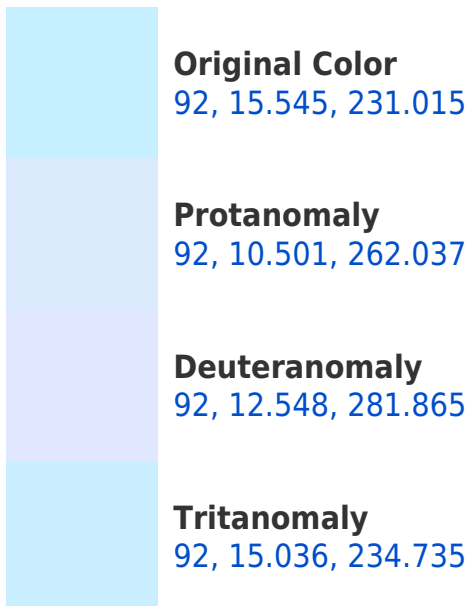 Original Color
92, 15.545, 231.015
Protanomaly
92, 10.501, 262.037
Deuteranomaly
92, 12.548, 281.865
Tritanomaly
92, 15.036, 234.735